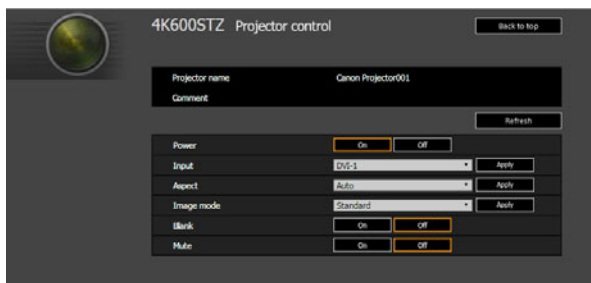 4K600STZ Projector control
Back to top
Projector name Canon Projector001
Comment
Refresh
Power On Off
Input DVI-1 Apply
Aspect Auto Apply
Image mode Standard Apply
Blank On Off
Mute On Off